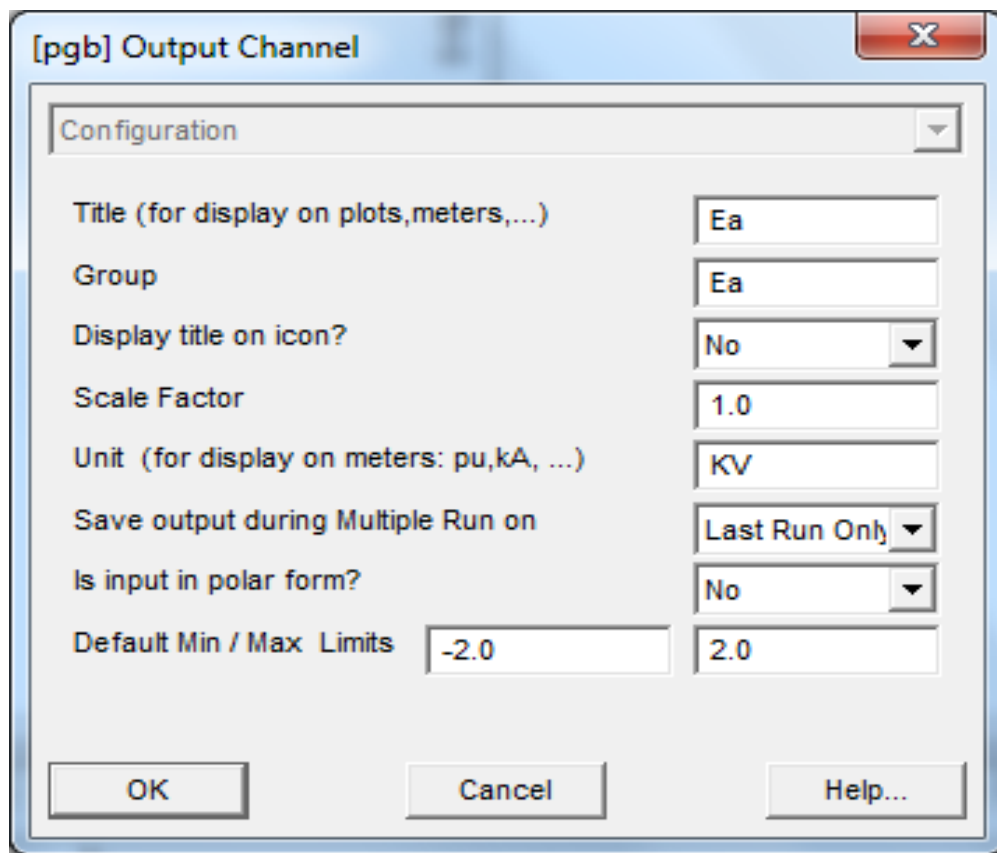 [pgb] Output Channel
Configuration
Title (for display on plots,meters,...) Ea
Group Ea
Display title on icon? No
Scale Factor 1.0
Unit  (for display on meters: pu,kA, ...) KV
Save output during Multiple Run on Last Run Only
Is input in polar form? No
Default Min / Max  Limits -2.0 2.0
OK Cancel Help...